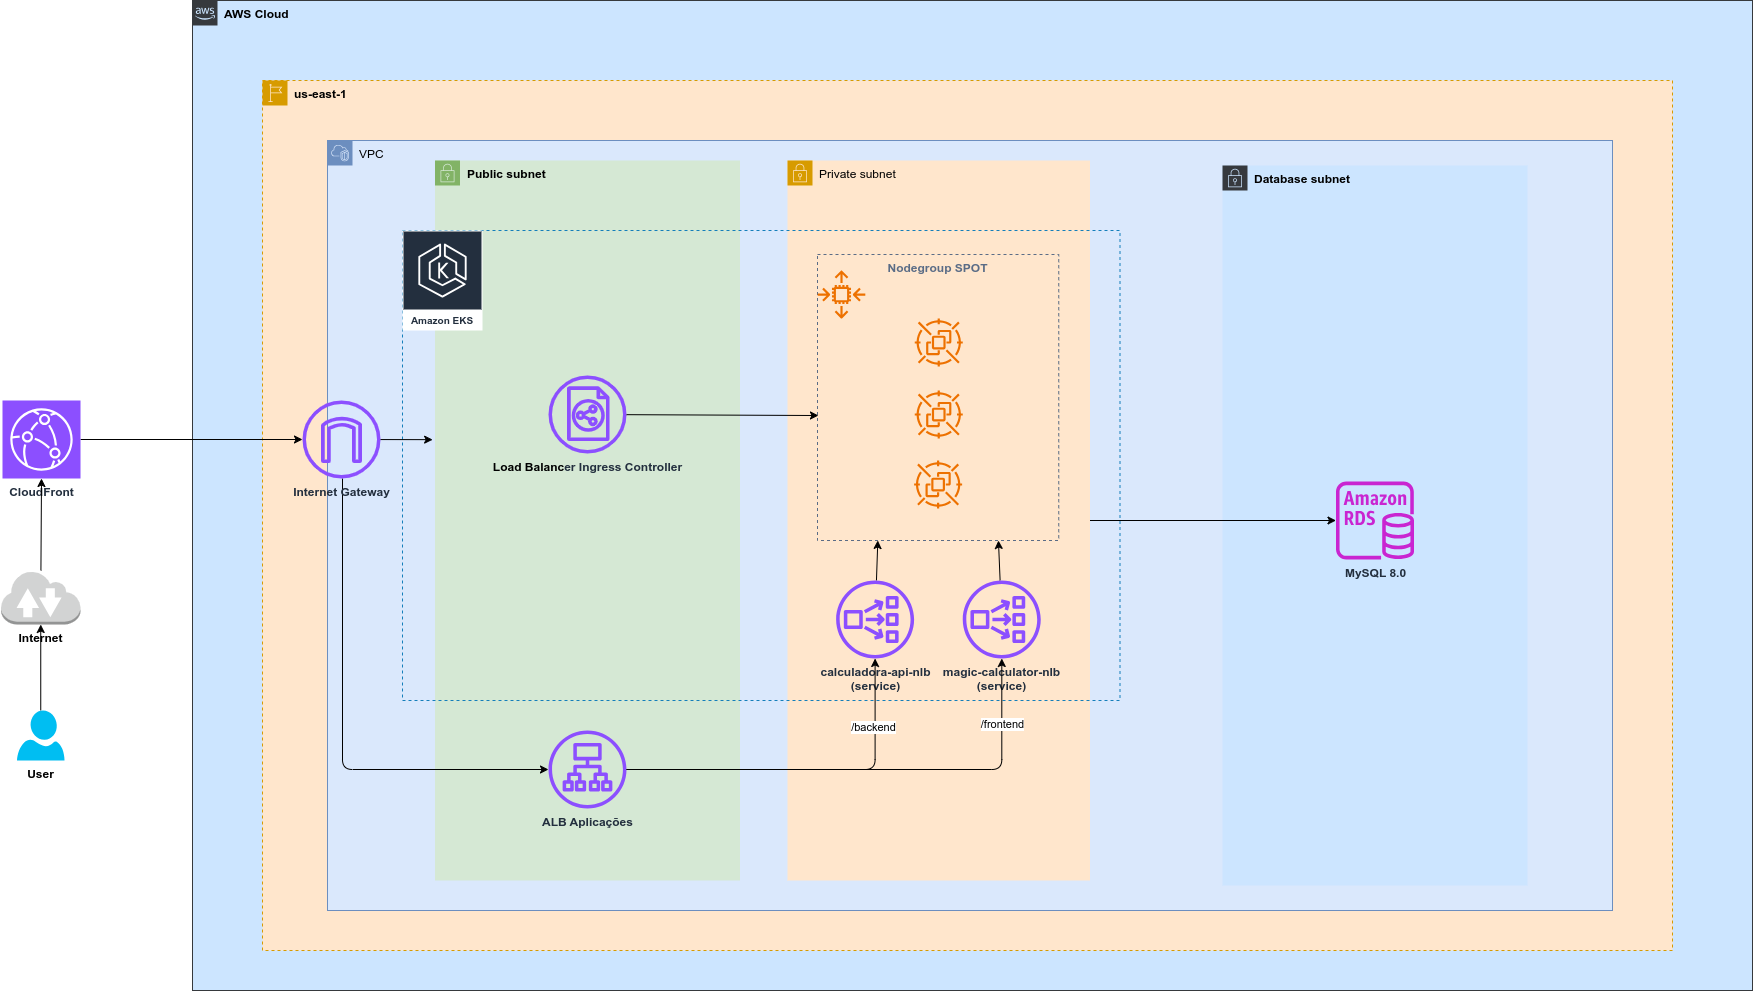 aws
AWS Cloud
us-east-1
VPC
Public subnet
Private subnet
Database subnet
Nodegroup SPOT
K
Amazon EKS
Load Balancer Ingress Controller
CloudFront
Internet Gateway
Amazon
RDS
MySQL 8.0
Internet
calculadora-api-nlb
(service)
magic-calculator-nlb
(service)
/backend
/frontend
User
ALB Aplicações